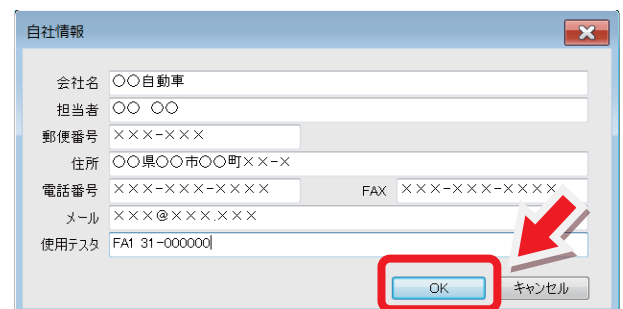 自社情報
会社名 〇〇自動車
担当者 〇〇 〇〇
郵便番号 ×××-×××
住所 〇〇県〇〇市〇〇町××-×
電話番号 ×××-×××-×××× FAX ×××-×××-××××
メール ×××@×××.×××
使用テスタ FA1 31-000000
OK キャンセル